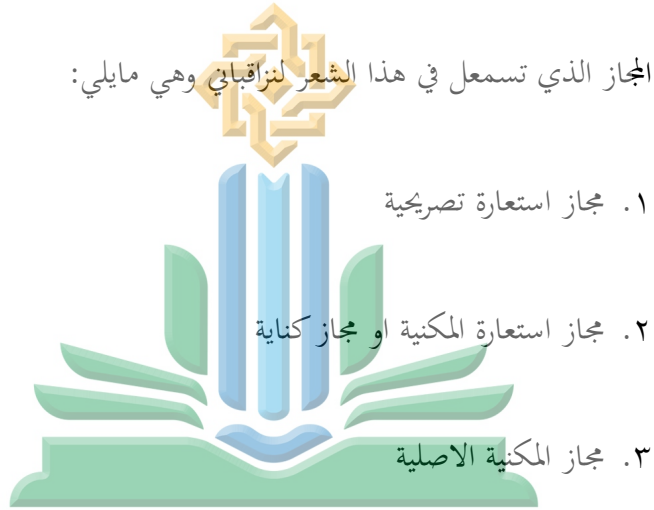 المجاز الذي تسمعل في هذا الشعر لنزاقباني وهي مايلي:
١. مجاز استعارة تصريحية
٢. مجاز استعارة المكنية او مجاز كناية
٣. مجاز المكنية الاصلية